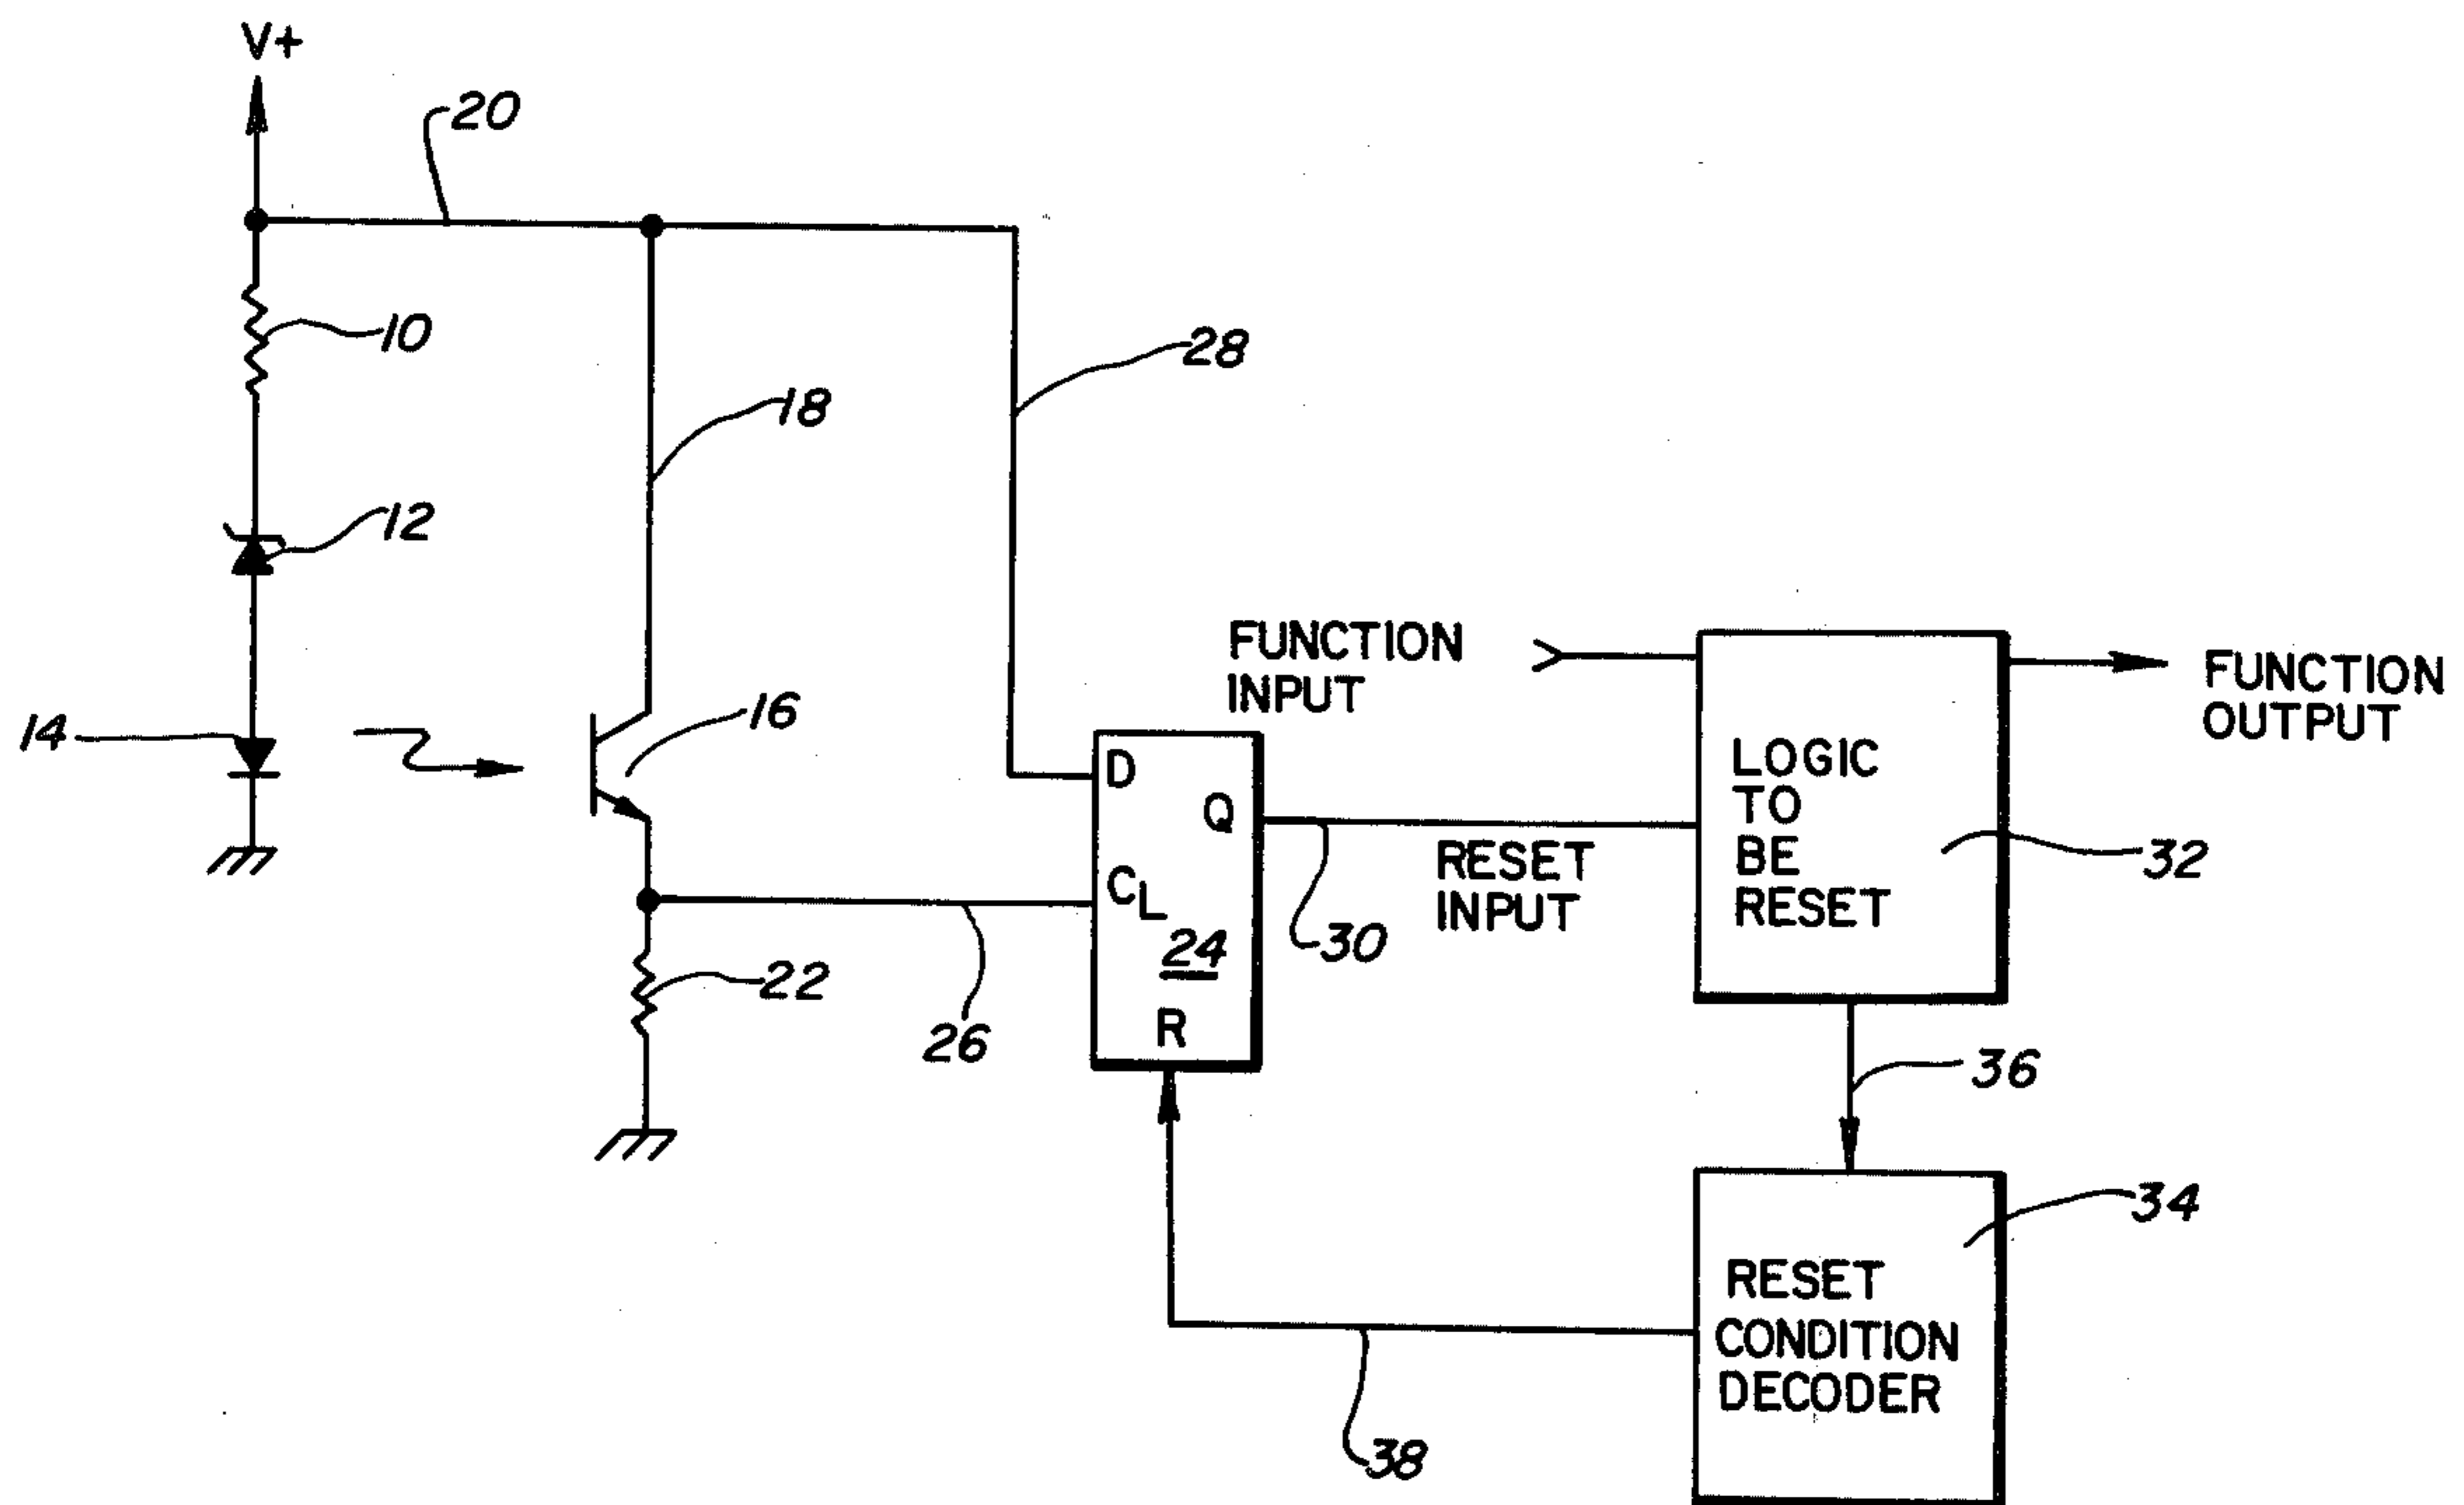 V+
20
10
28
18
12
FUNCTION
INPUT
FUNCTION
OUTPUT
14
16
D
Q
CL
24
R
LOGIC
TO
BE
RESET
32
RESET
INPUT
30
22
26
36
34
RESET
CONDITION
DECODER
38